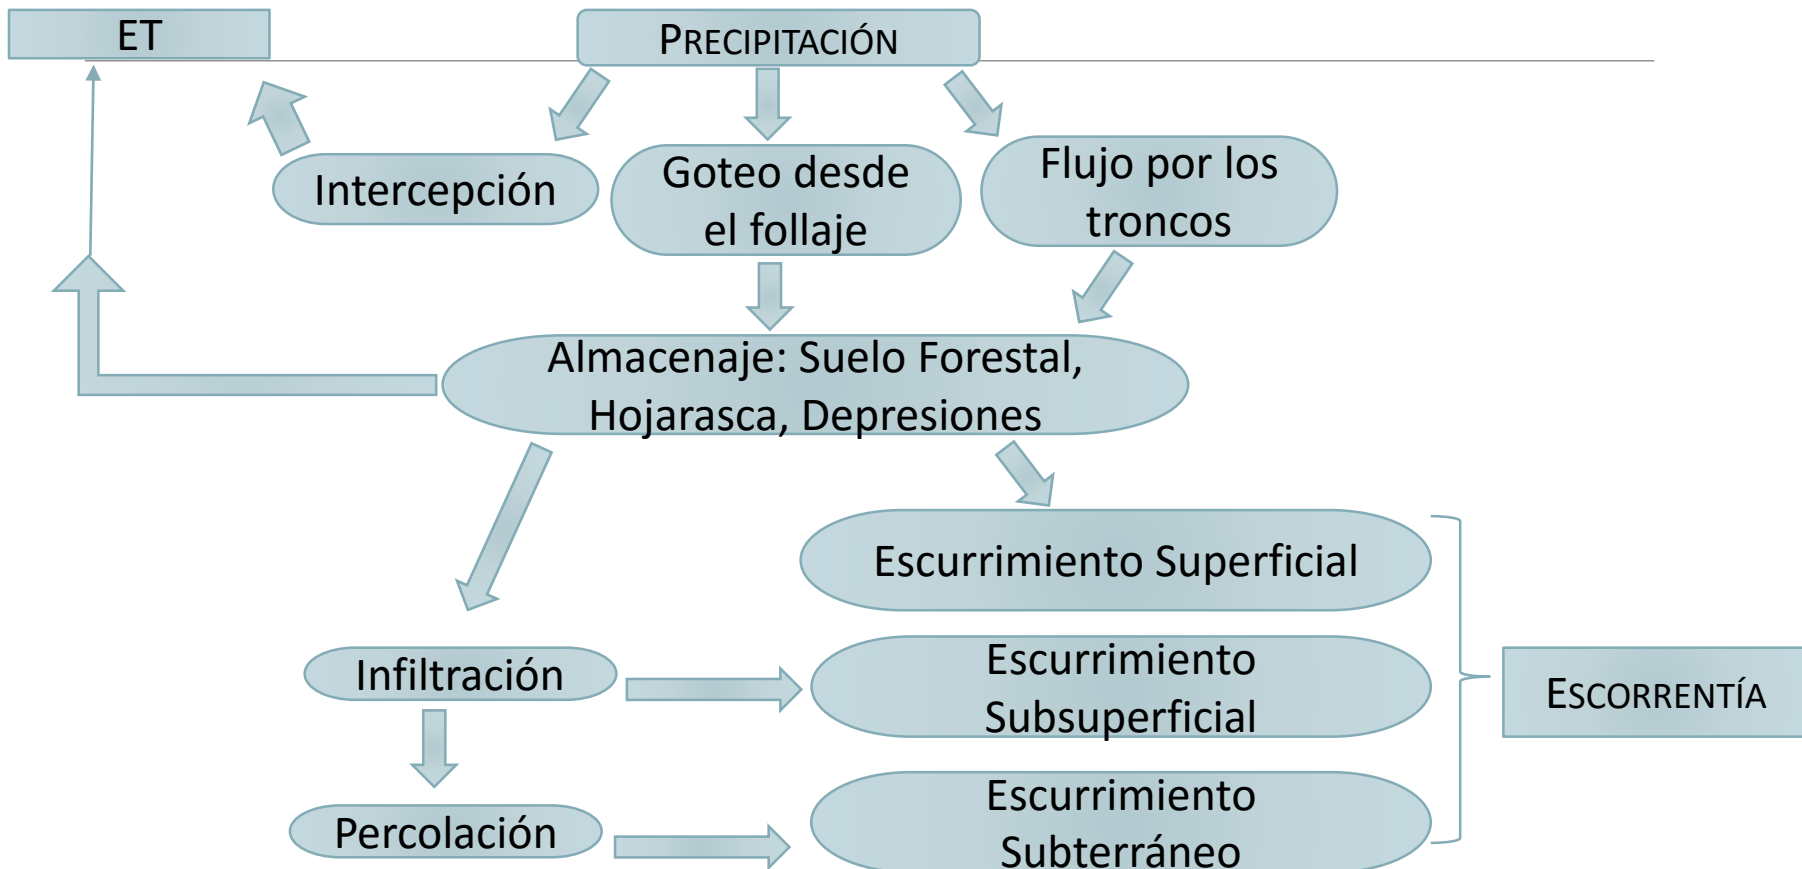 ET
PRECIPITACIÓN
Intercepción
Goteo desde
el follaje
Flujo por los
troncos
Almacenaje: Suelo Forestal,
Hojarasca, Depresiones
Escurrimiento Superficial
Infiltración
Escurrimiento
Subsuperficial
ESCORRENTÍA
Percolación
Escurrimiento
Subterráneo